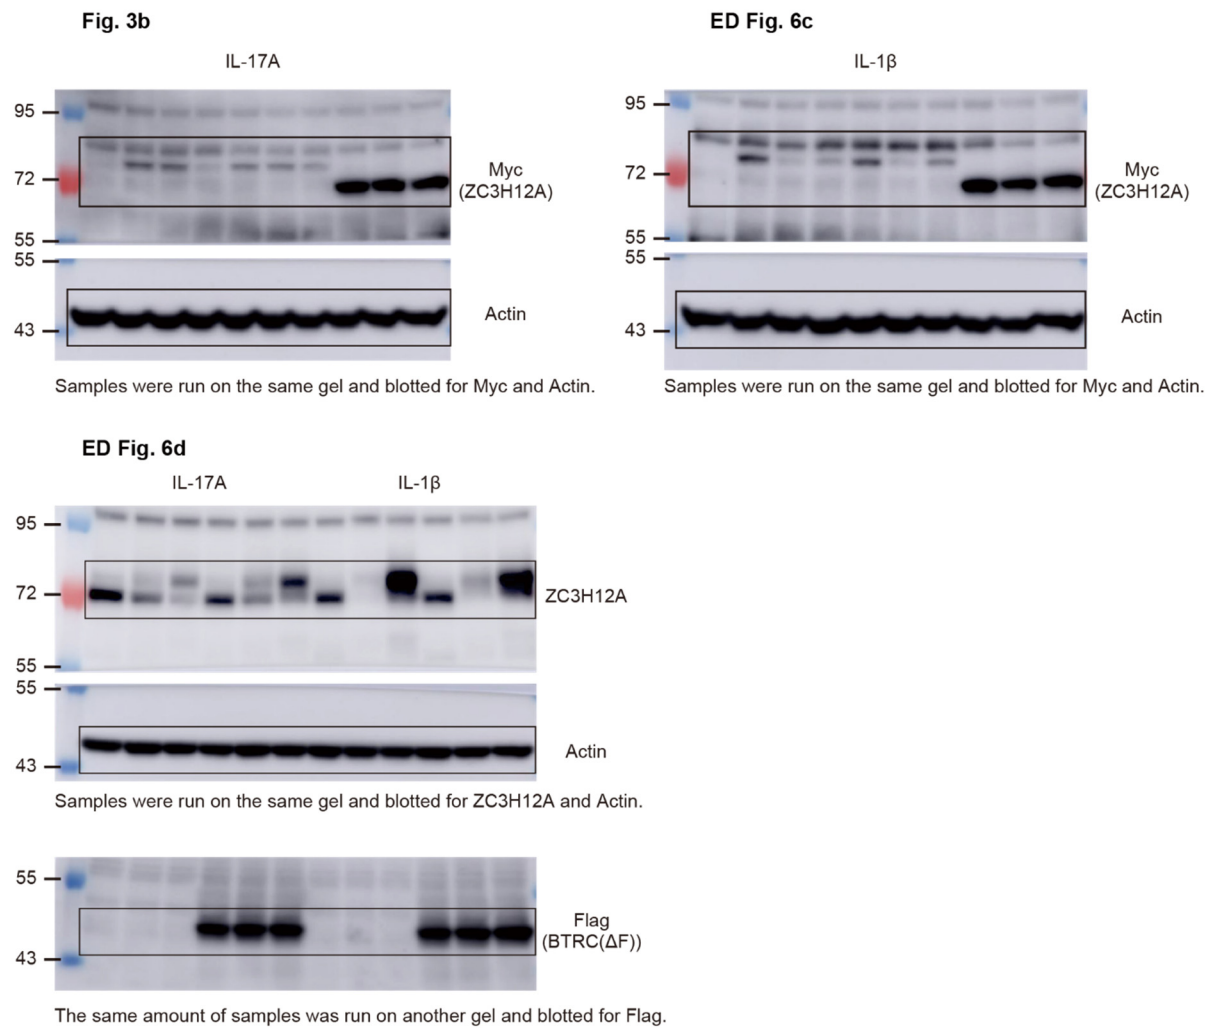 Fig. 3b
IL-17A
95
72
55
Myc
(ZC3H12A)
55
43
Actin
Samples were run on the same gel and blotted for Myc and Actin.
ED Fig. 6c
IL-1β
95
72
55
Myc
(ZC3H12A)
55
43
Actin
Samples were run on the same gel and blotted for Myc and Actin.
ED Fig. 6d
IL-17A IL-1β
95
72
55
ZC3H12A
55
43
Actin
Samples were run on the same gel and blotted for ZC3H12A and Actin.
55
43
Flag
(BTRC(ΔF))
The same amount of samples was run on another gel and blotted for Flag.